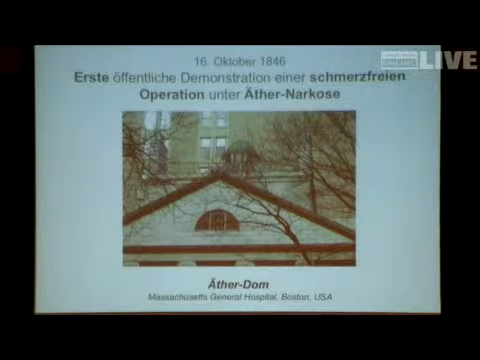 LIVE
16. Oktober 1846
Erste öffentliche Demonstration einer schmerzfreien
Operation unter Äther-Narkose
Äther-Dom
Massachusetts General Hospital, Boston, USA